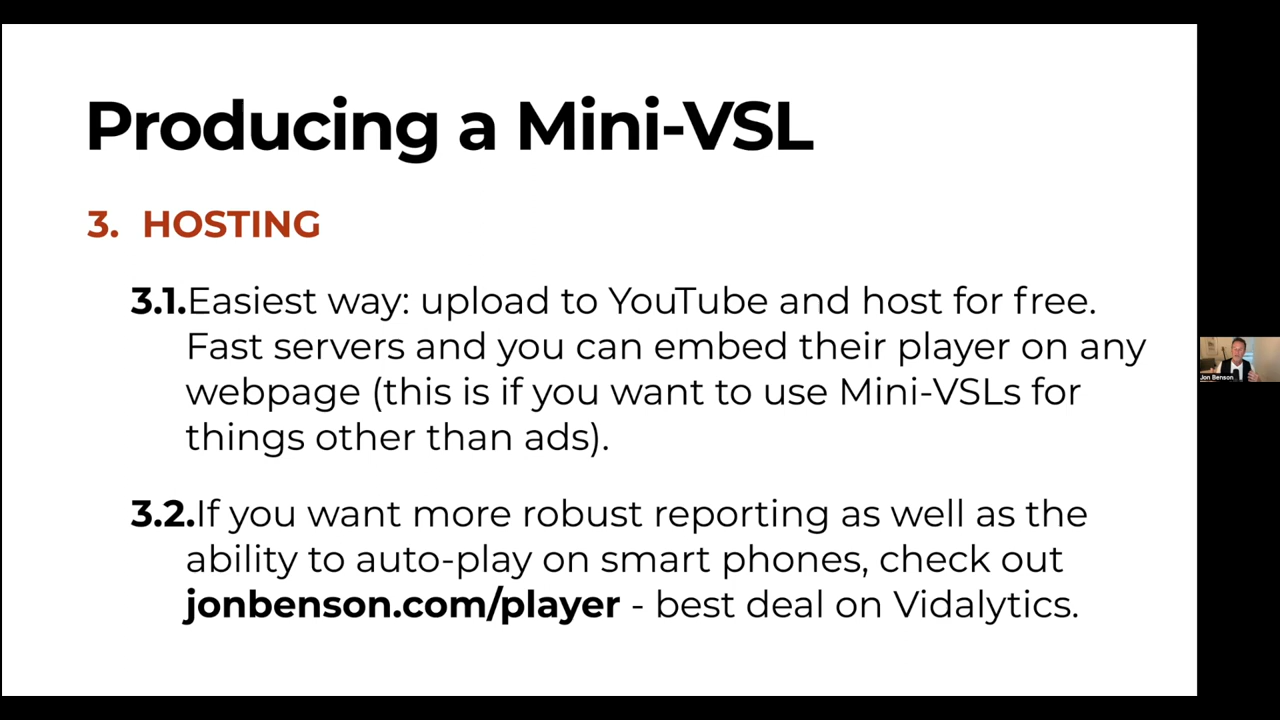 Producing a Mini-VSL
3. HOSTING
3.1.Easiest way: upload to YouTube and host for free.
Fast servers and you can embed their player on any
webpage (this is if you want to use Mini-VSLs for
things other than ads).
3.2.If you want more robust reporting as well as the
ability to auto-play on smart phones, check out
jonbenson.com/player - best deal on Vidalytics.
Jon Benson